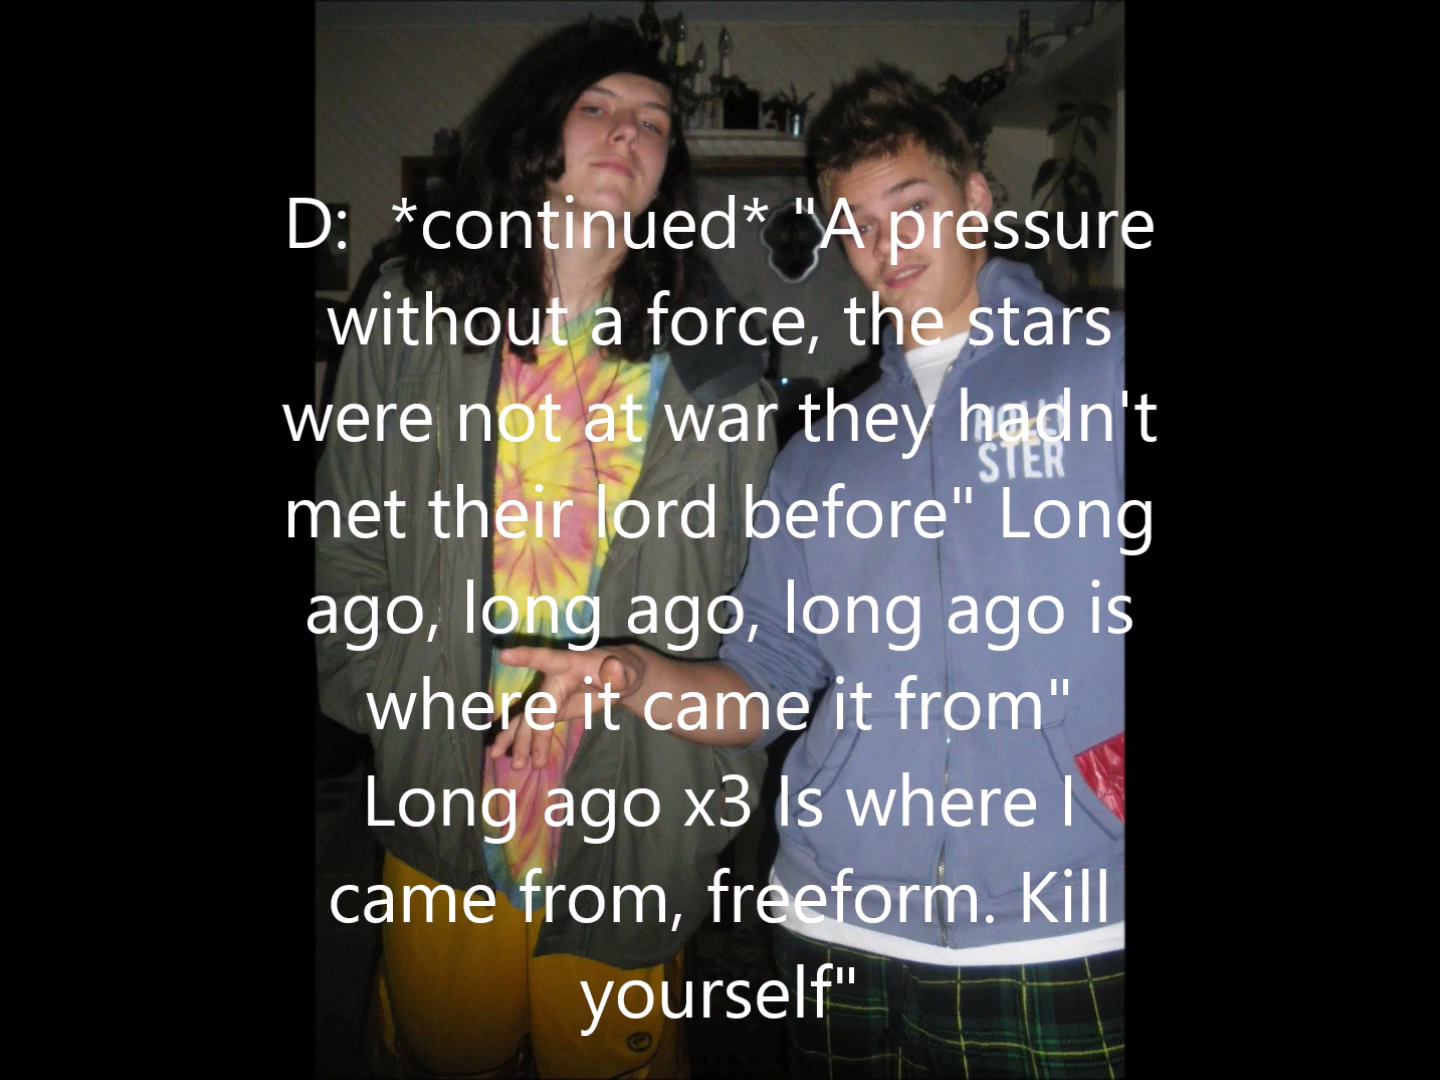 D:  *continued* "A pressure
without a force, the stars
were not at war they hadn't
met their lord before" Long
ago, long ago, long ago is
where it came it from"
Long ago x3 Is where I
came from, freeform. Kill
yourself"
HOLLI
STER